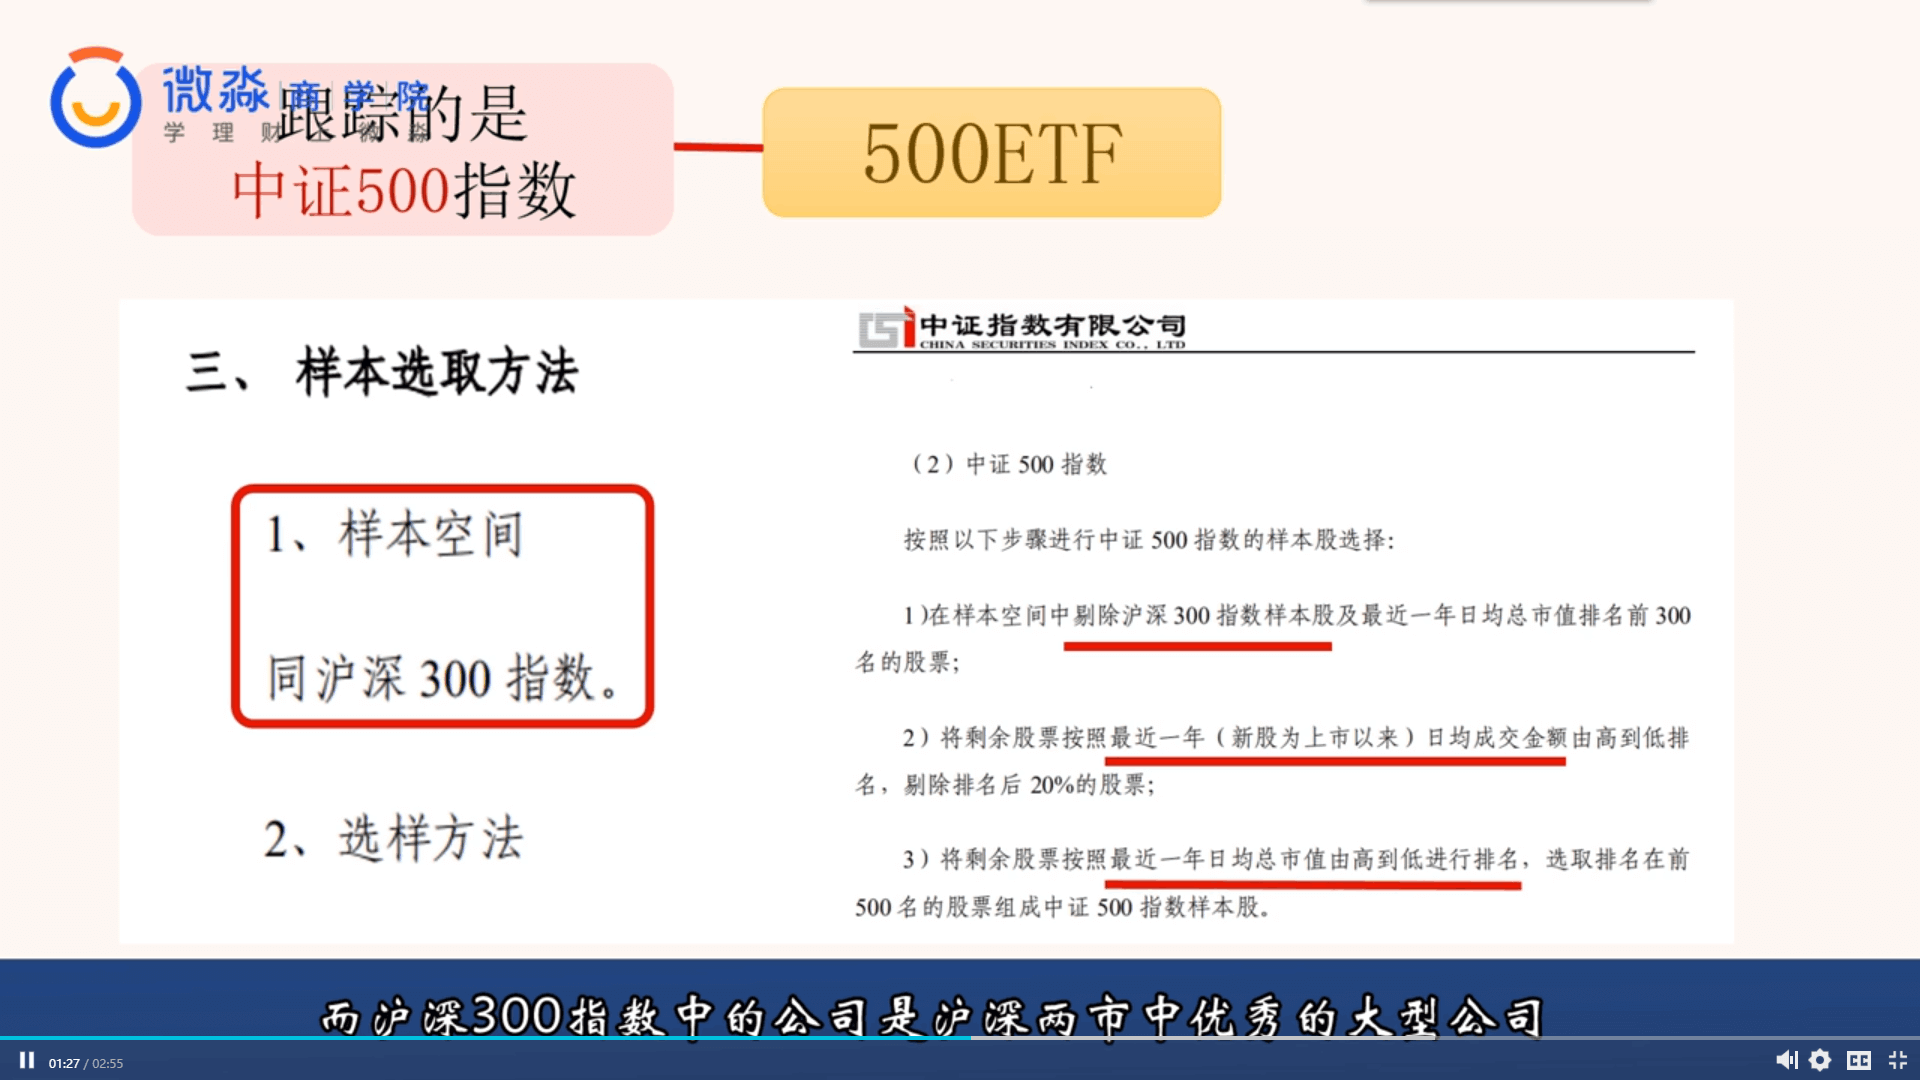 微淼 商学院
学理财上微淼
跟踪的是
中证500指数
500ETF
三、 样本选取方法
1、样本空间
同沪深 300 指数。
2、选样方法
中证指数有限公司
CHINA SECURITIES INDEX CO., LTD
（2）中证 500 指数
按照以下步骤进行中证 500 指数的样本股选择：
1）在样本空间中剔除沪深 300 指数样本股及最近一年日均总市值排名前 300
名的股票；
2）将剩余股票按照最近一年（新股为上市以来）日均成交金额由高到低排
名，剔除排名后 20%的股票；
3）将剩余股票按照最近一年日均总市值由高到低进行排名，选取排名在前
500 名的股票组成中证 500 指数样本股。
而沪深300指数中的公司是沪深两市中优秀的大型公司
01:27 / 02:55
CC